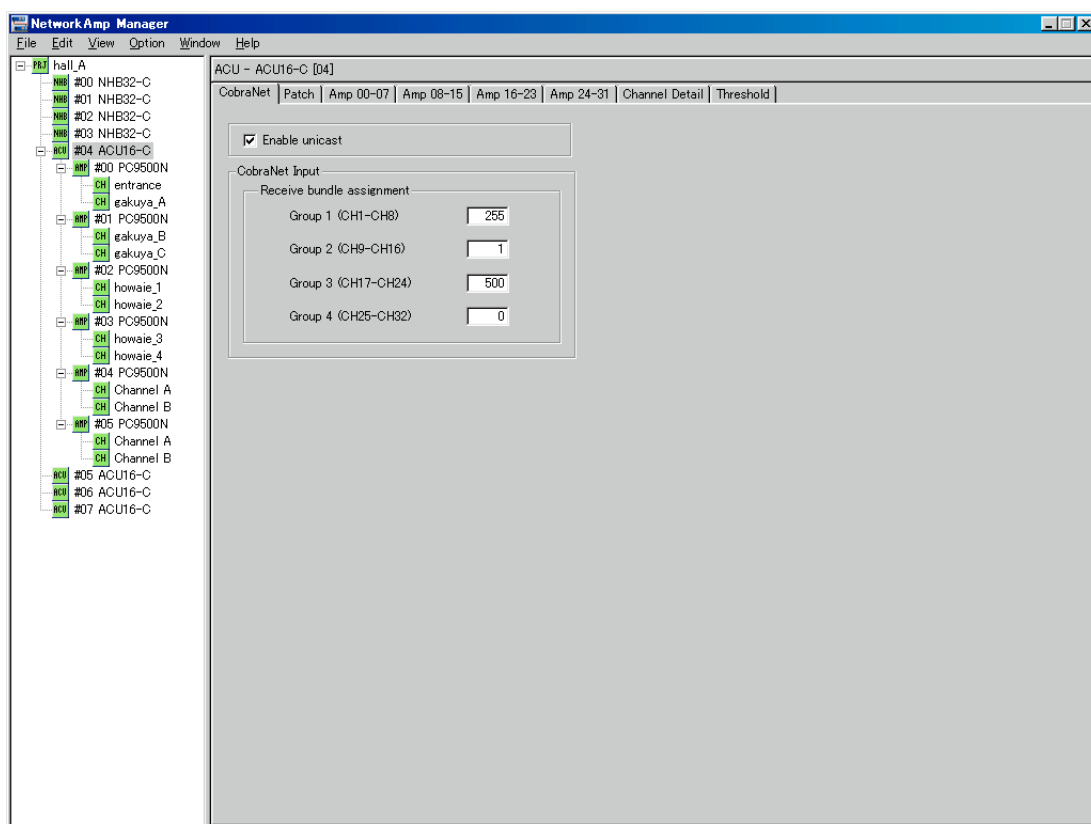 NetworkAmp Manager
File Edit View Option Window Help
PRJ hall_A
NHB #00 NHB32-C
NHB #01 NHB32-C
NHB #02 NHB32-C
NHB #03 NHB32-C
ACU #04 ACU16-C
AMP #00 PC9500N
CH entrance
CH gakuya_A
AMP #01 PC9500N
CH gakuya_B
CH gakuya_C
AMP #02 PC9500N
CH howaie_1
CH howaie_2
AMP #03 PC9500N
CH howaie_3
CH howaie_4
AMP #04 PC9500N
CH Channel A
CH Channel B
AMP #05 PC9500N
CH Channel A
CH Channel B
ACU #05 ACU16-C
ACU #06 ACU16-C
ACU #07 ACU16-C
ACU - ACU16-C [04]
CobraNet Patch Amp 00-07 Amp 08-15 Amp 16-23 Amp 24-31 Channel Detail Threshold
Enable unicast
CobraNet Input
Receive bundle assignment
Group 1 (CH1-CH8) 255
Group 2 (CH9-CH16) 1
Group 3 (CH17-CH24) 500
Group 4 (CH25-CH32) 0